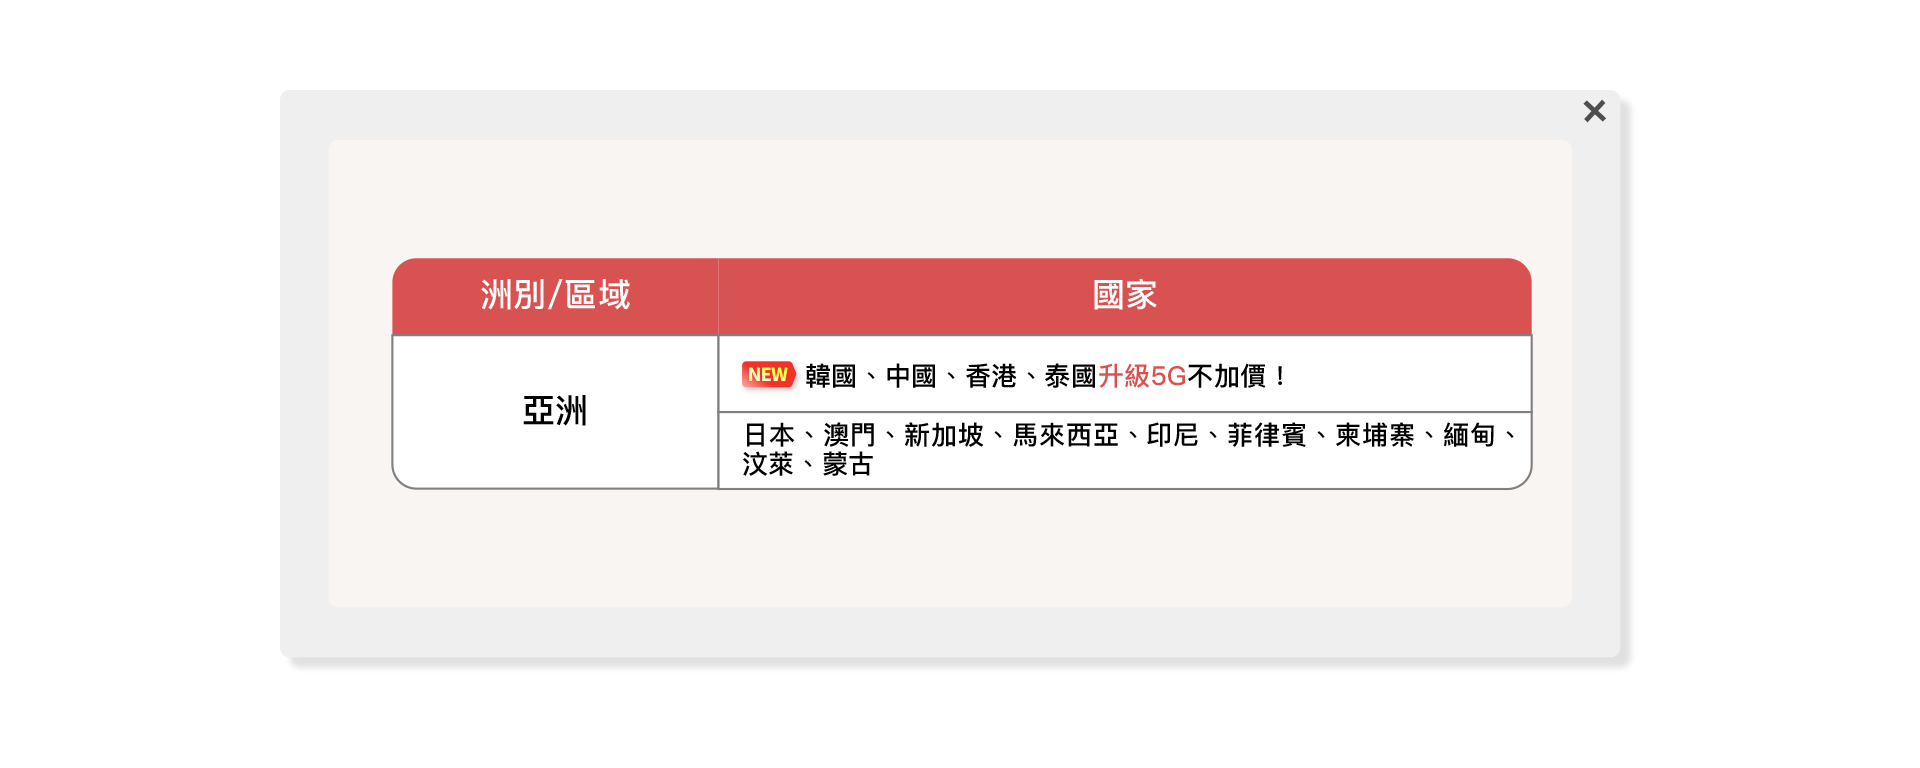 洲別/區域
國家
亞洲
NEW 韓國、中國、香港、泰國升級5G不加價！
日本、澳門、新加坡、馬來西亞、印尼、菲律賓、柬埔寨、緬甸、
汶萊、蒙古